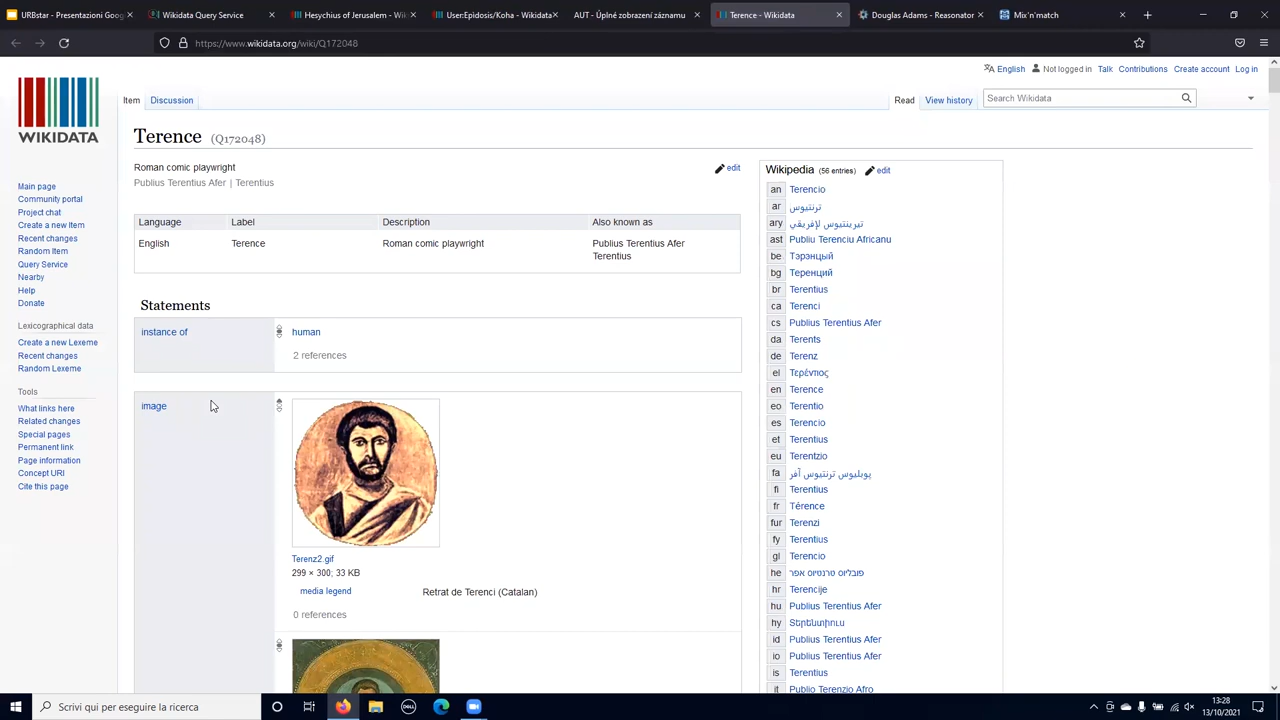 URBstar - Presentazioni Goog
Wikidata Query Service
Hesychius of Jerusalem - Wik
User:Epìdosis/Koha - Wikidata
AUT - Úplné zobrazení záznamu
Terence - Wikidata
Douglas Adams - Reasonator
Mix'n'match
https://www.wikidata.org/wiki/Q172048
English Not logged in Talk Contributions Create account Log in
Item Discussion Read View history Search Wikidata
WIKIDATA
Main page
Community portal
Project chat
Create a new Item
Recent changes
Random Item
Query Service
Nearby
Help
Donate
Lexicographical data
Create a new Lexeme
Recent changes
Random Lexeme
Tools
What links here
Related changes
Special pages
Permanent link
Page information
Concept URI
Cite this page
Terence (Q172048)
Roman comic playwright edit
Publius Terentius Afer | Terentius
Language Label Description Also known as
English Terence Roman comic playwright Publius Terentius Afer
Terentius
Statements
instance of human
2 references
image
Terenz2.gif
299 × 300; 33 KB
media legend Retrat de Terenci (Catalan)
0 references
Wikipedia (56 entries) edit
an Terencio
ar ترنتيوس
ary تيرينتيوس لإفريقي
ast Publiu Terenciu Africanu
be Тэрэнцый
bg Теренций
br Terentius
ca Terenci
cs Publius Terentius Afer
da Terents
de Terenz
el Τερέντιος
en Terence
eo Terentio
es Terencio
et Terentius
eu Terentzio
fa پوبلیوس ترنتیوس آفر
fi Terentius
fr Térence
fur Terenzi
fy Terentius
gl Terencio
he פובליוס טרנטיוס אפר
hr Terencije
hu Publius Terentius Afer
hy Տերենտիուս
id Publius Terentius Afer
io Publius Terentius Afer
is Terentius
it Publio Terenzio Afro
Scrivi qui per eseguire la ricerca
DELL
13:28
13/10/2021